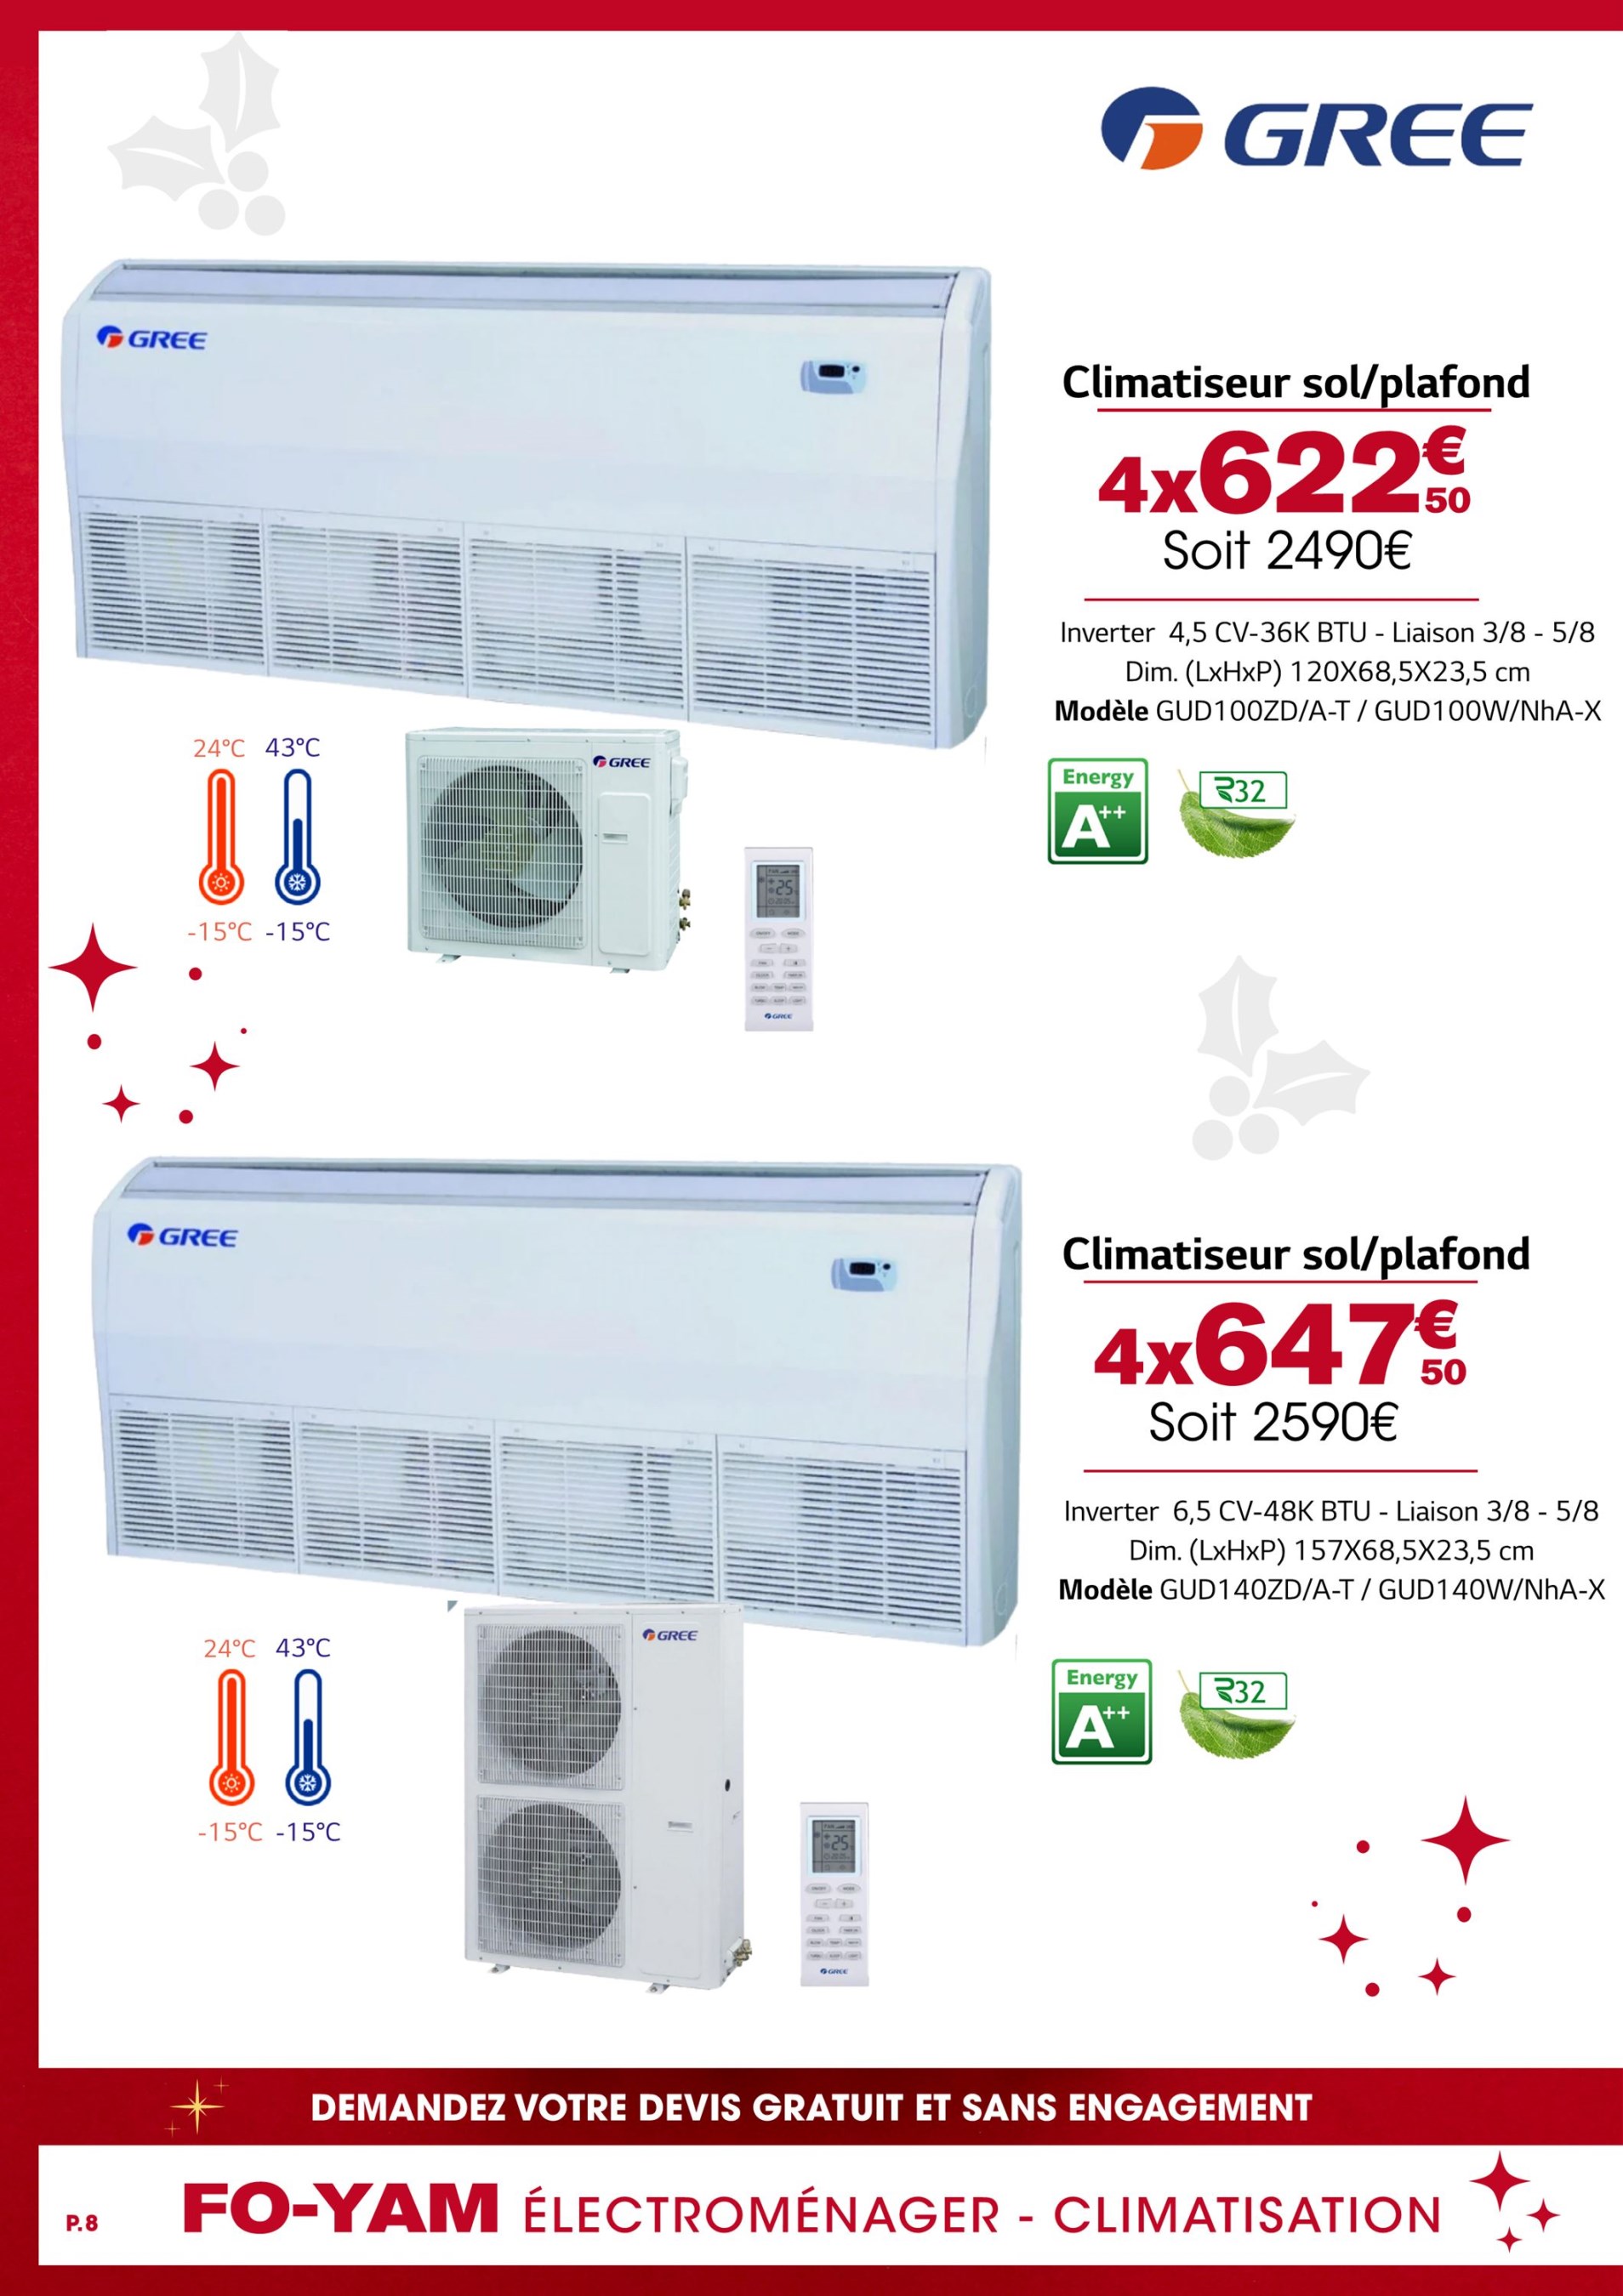 GREE
GREE
Climatiseur sol/plafond
4x622€50
Soit 2490€
Inverter 4,5 CV-36K BTU - Liaison 3/8 - 5/8
Dim. (LxHxP) 120X68,5X23,5 cm
Modèle GUD100ZD/A-T / GUD100W/NhA-X
24°C 43°C
GREE
Energy
A++
R32
25
-15°C -15°C
GREE
GREE
Climatiseur sol/plafond
4x647€50
Soit 2590€
Inverter 6,5 CV-48K BTU - Liaison 3/8 - 5/8
Dim. (LxHxP) 157X68,5X23,5 cm
Modèle GUD140ZD/A-T / GUD140W/NhA-X
24°C 43°C
GREE
Energy
A++
R32
-15°C -15°C
25
GREE
DEMANDEZ VOTRE DEVIS GRATUIT ET SANS ENGAGEMENT
P.8
FO-YAM ÉLECTROMÉNAGER - CLIMATISATION